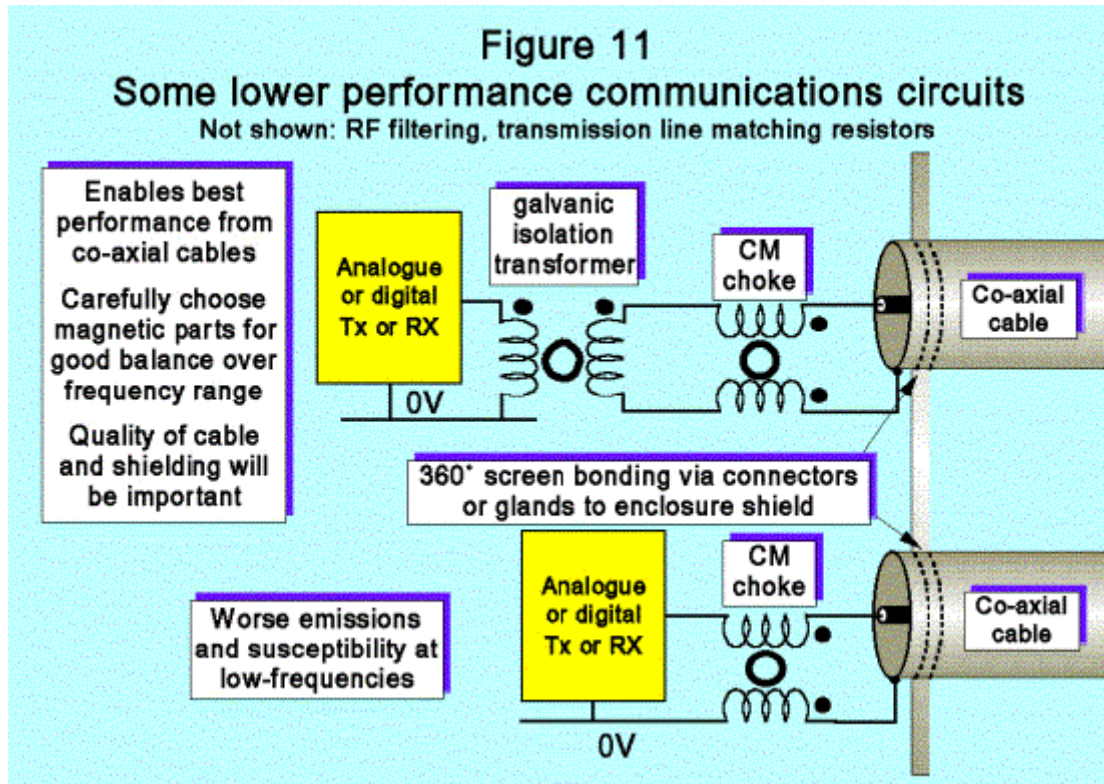 Figure 11
Some lower performance communications circuits
Not shown: RF filtering, transmission line matching resistors
Enables best
performance from
co-axial cables
Carefully choose
magnetic parts for
good balance over
frequency range
Quality of cable
and shielding will
be important
Analogue
or digital
Tx or RX
0V
galvanic
isolation
transformer
CM
choke
Co-axial
cable
360° screen bonding via connectors
or glands to enclosure shield
Worse emissions
and susceptibility at
low-frequencies
Analogue
or digital
Tx or RX
0V
CM
choke
Co-axial
cable